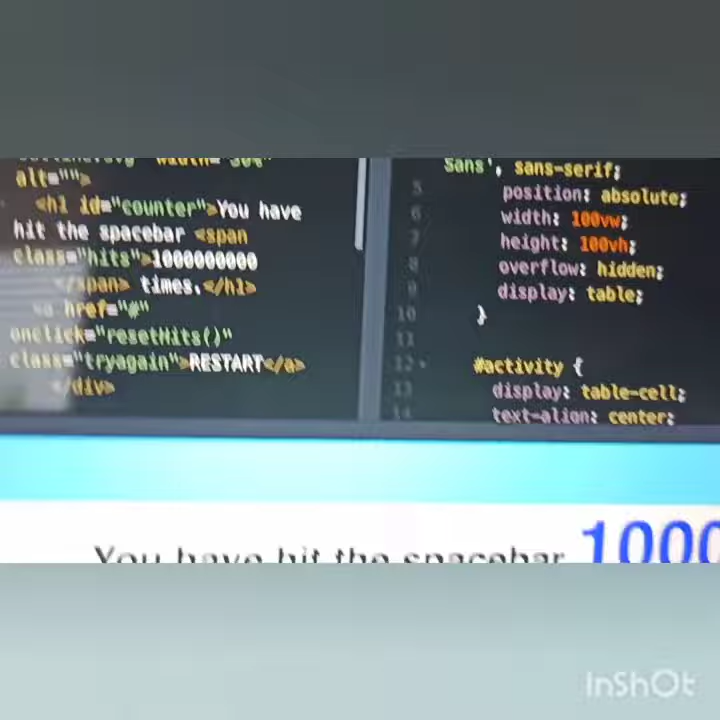 alt="">
<h1 id="counter">You have
hit the spacebar <span
class="hits">1000000000
</span> times.</h1>
<a href="#"
onclick="resetHits()"
class="tryagain">RESTART</a>
</div>
Sans', sans-serif;
5 position: absolute;
6 width: 100vw;
7 height: 100vh;
8 overflow: hidden;
9 display: table;
10 }
11
12 #activity {
13 display: table-cell;
14 text-align: center;
You have hit the spacebar 1000
InShOt